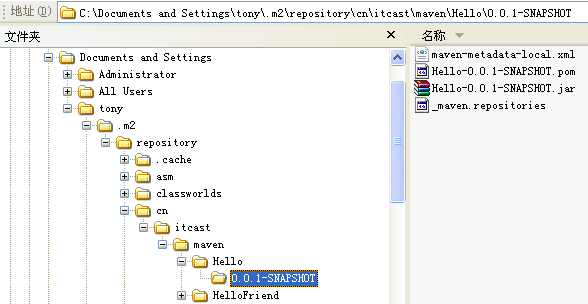 地址(D) C:\Documents and Settings\tony\.m2\repository\cn\itcast\maven\Hello\0.0.1-SNAPSHOT
文件夹
Documents and Settings
Administrator
All Users
tony
.m2
repository
.cache
asm
classworlds
cn
itcast
maven
Hello
0.0.1-SNAPSHOT
HelloFriend
名称
maven-metadata-local.xml
Hello-0.0.1-SNAPSHOT.pom
Hello-0.0.1-SNAPSHOT.jar
_maven.repositories